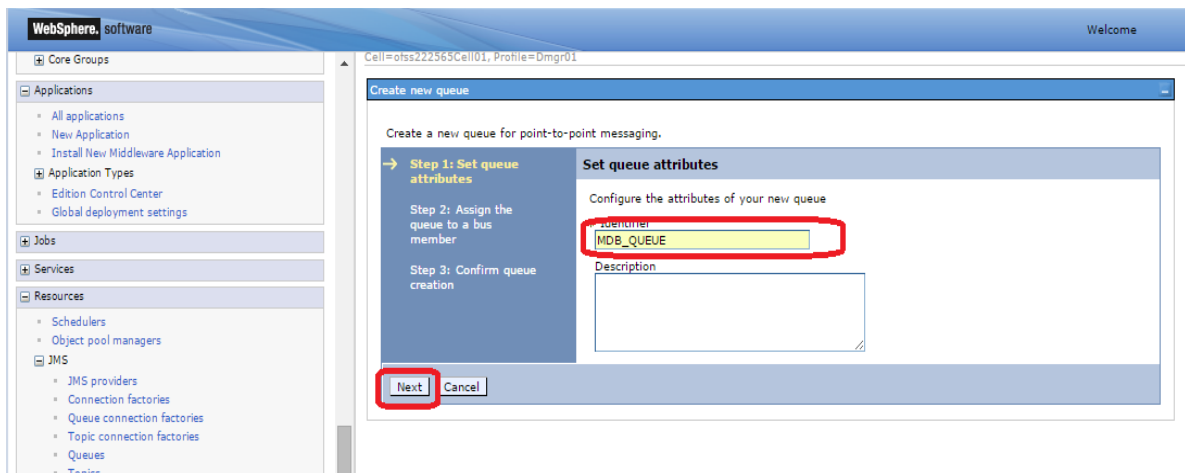 WebSphere. software
Welcome
Core Groups
Applications
All applications
New Application
Install New Middleware Application
Application Types
Edition Control Center
Global deployment settings
Jobs
Services
Resources
Schedulers
Object pool managers
JMS
JMS providers
Connection factories
Queue connection factories
Topic connection factories
Queues
Topics
Cell=ofss222565Cell01, Profile=Dmgr01
Create new queue
Create a new queue for point-to-point messaging.
Step 1: Set queue
attributes
Step 2: Assign the
queue to a bus
member
Step 3: Confirm queue
creation
Set queue attributes
Configure the attributes of your new queue
Identifier
MDB_QUEUE
Description
Next
Cancel